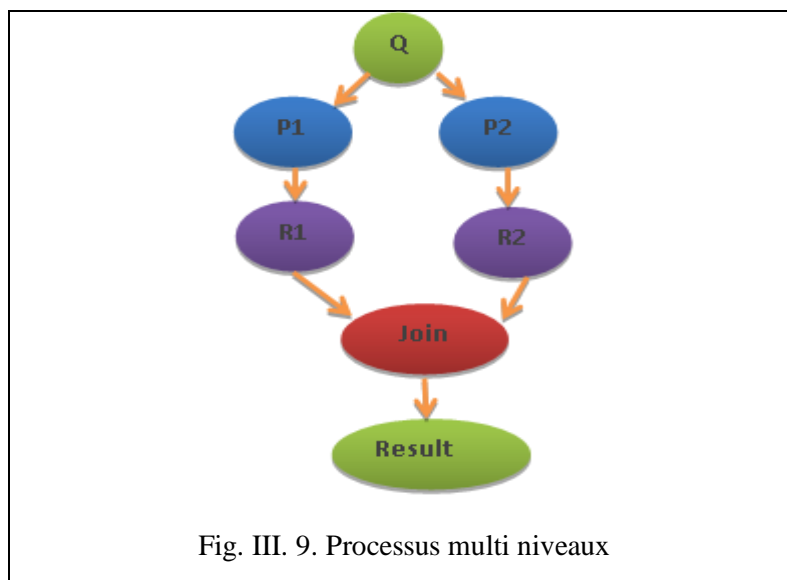 Q
P1 P2
R1 R2
Join
Result
Fig. III. 9. Processus multi niveaux